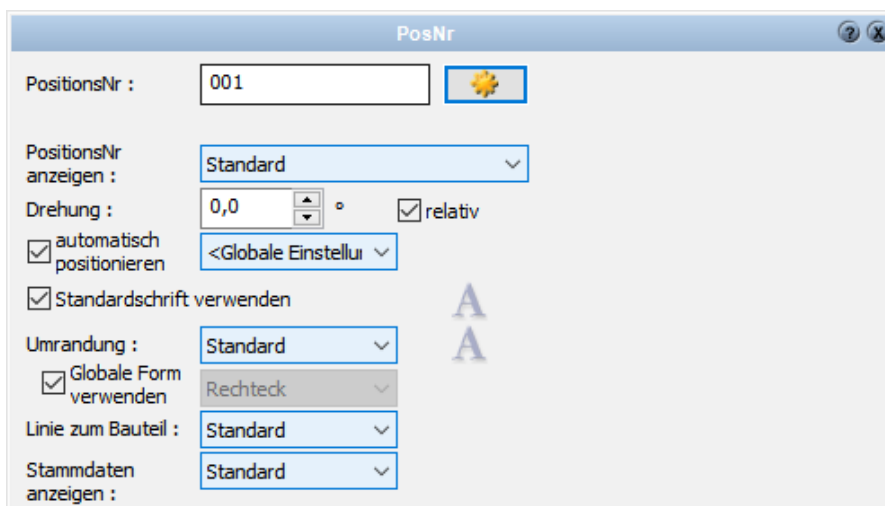 PosNr
PositionsNr :
001
PositionsNr
anzeigen :
Standard
Drehung :
0,0
°
relativ
automatisch
positionieren
<Globale Einstellu
Standardschrift verwenden
A
A
Umrandung :
Standard
Globale Form
verwenden
Rechteck
Linie zum Bauteil :
Standard
Stammdaten
anzeigen :
Standard